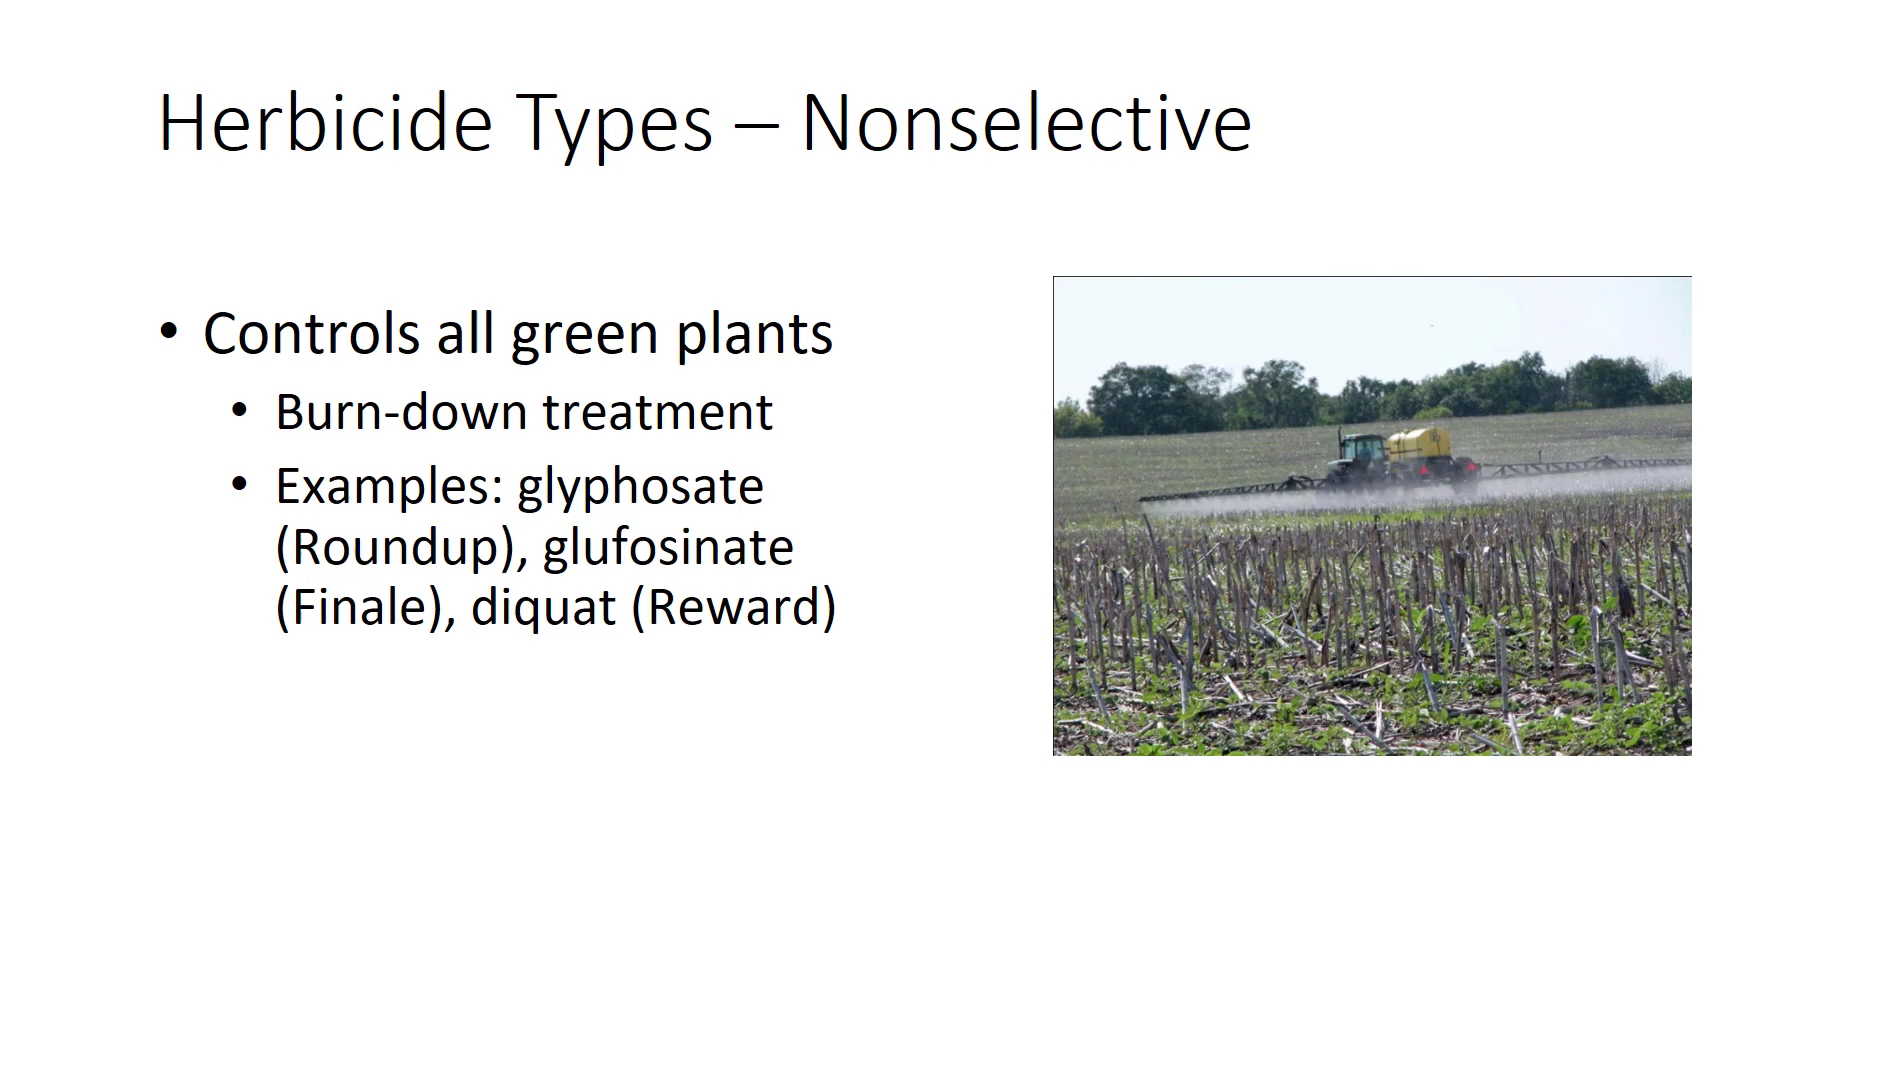 Herbicide Types – Nonselective
• Controls all green plants
• Burn-down treatment
• Examples: glyphosate
(Roundup), glufosinate
(Finale), diquat (Reward)